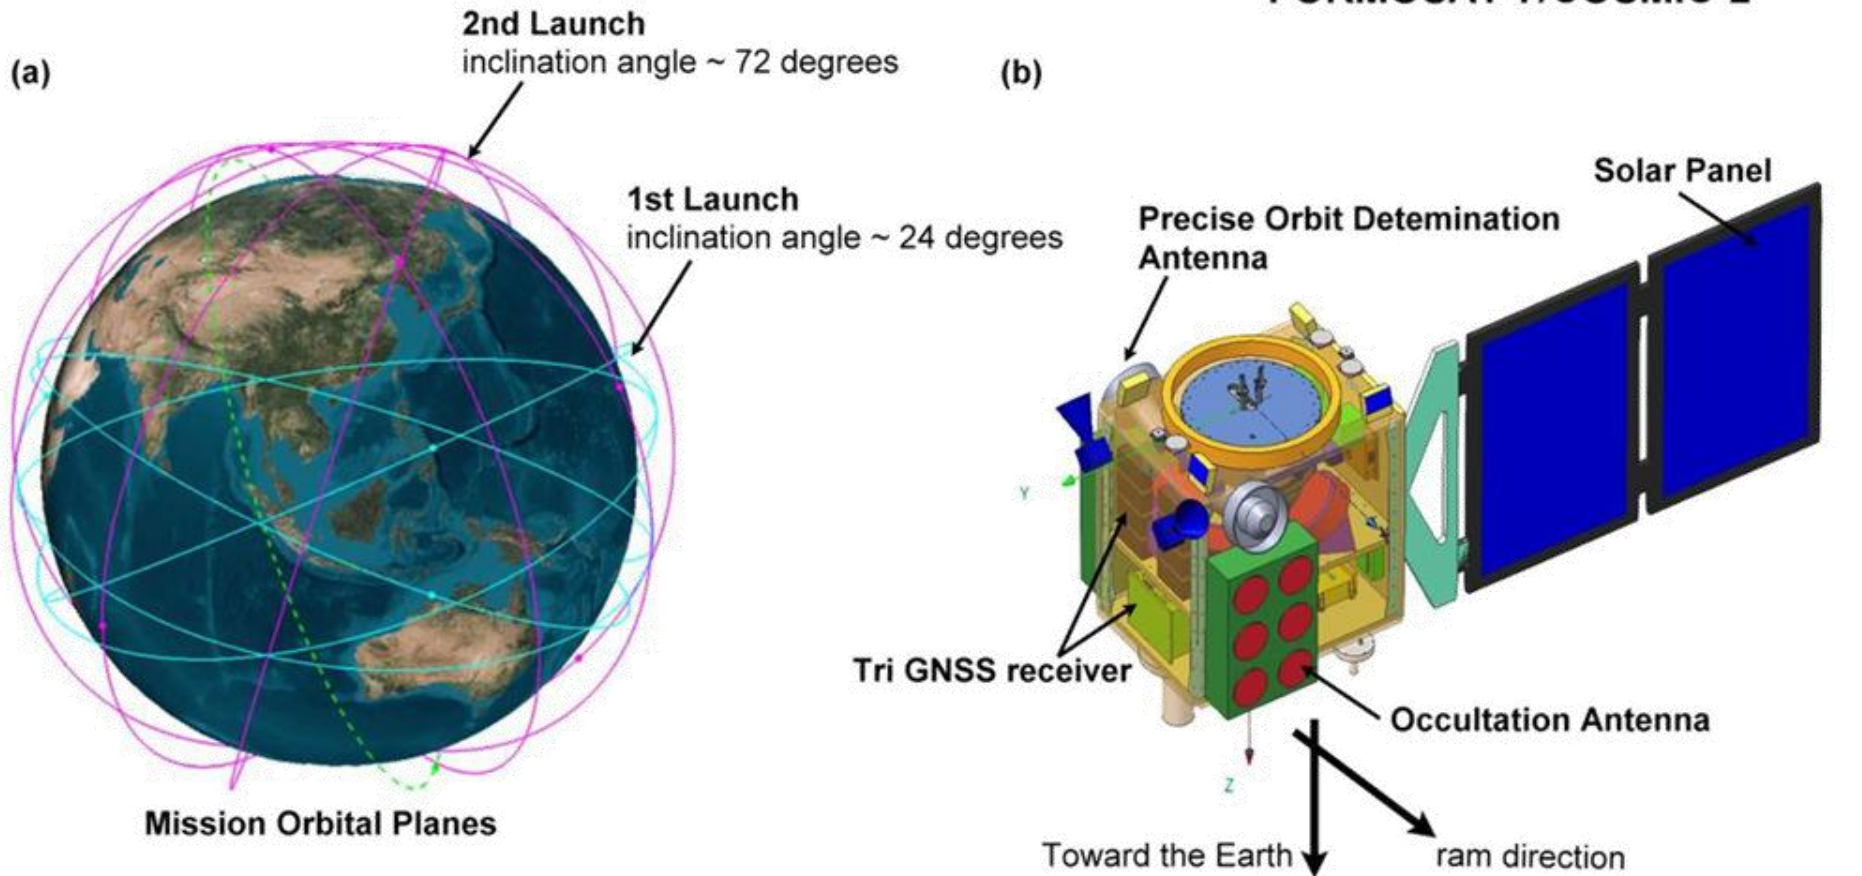 (a)
2nd Launch
inclination angle ~ 72 degrees
1st Launch
inclination angle ~ 24 degrees
Mission Orbital Planes
(b)
Solar Panel
Precise Orbit Detemination
Antenna
Y
Tri GNSS receiver
Occultation Antenna
Z
Toward the Earth
ram direction